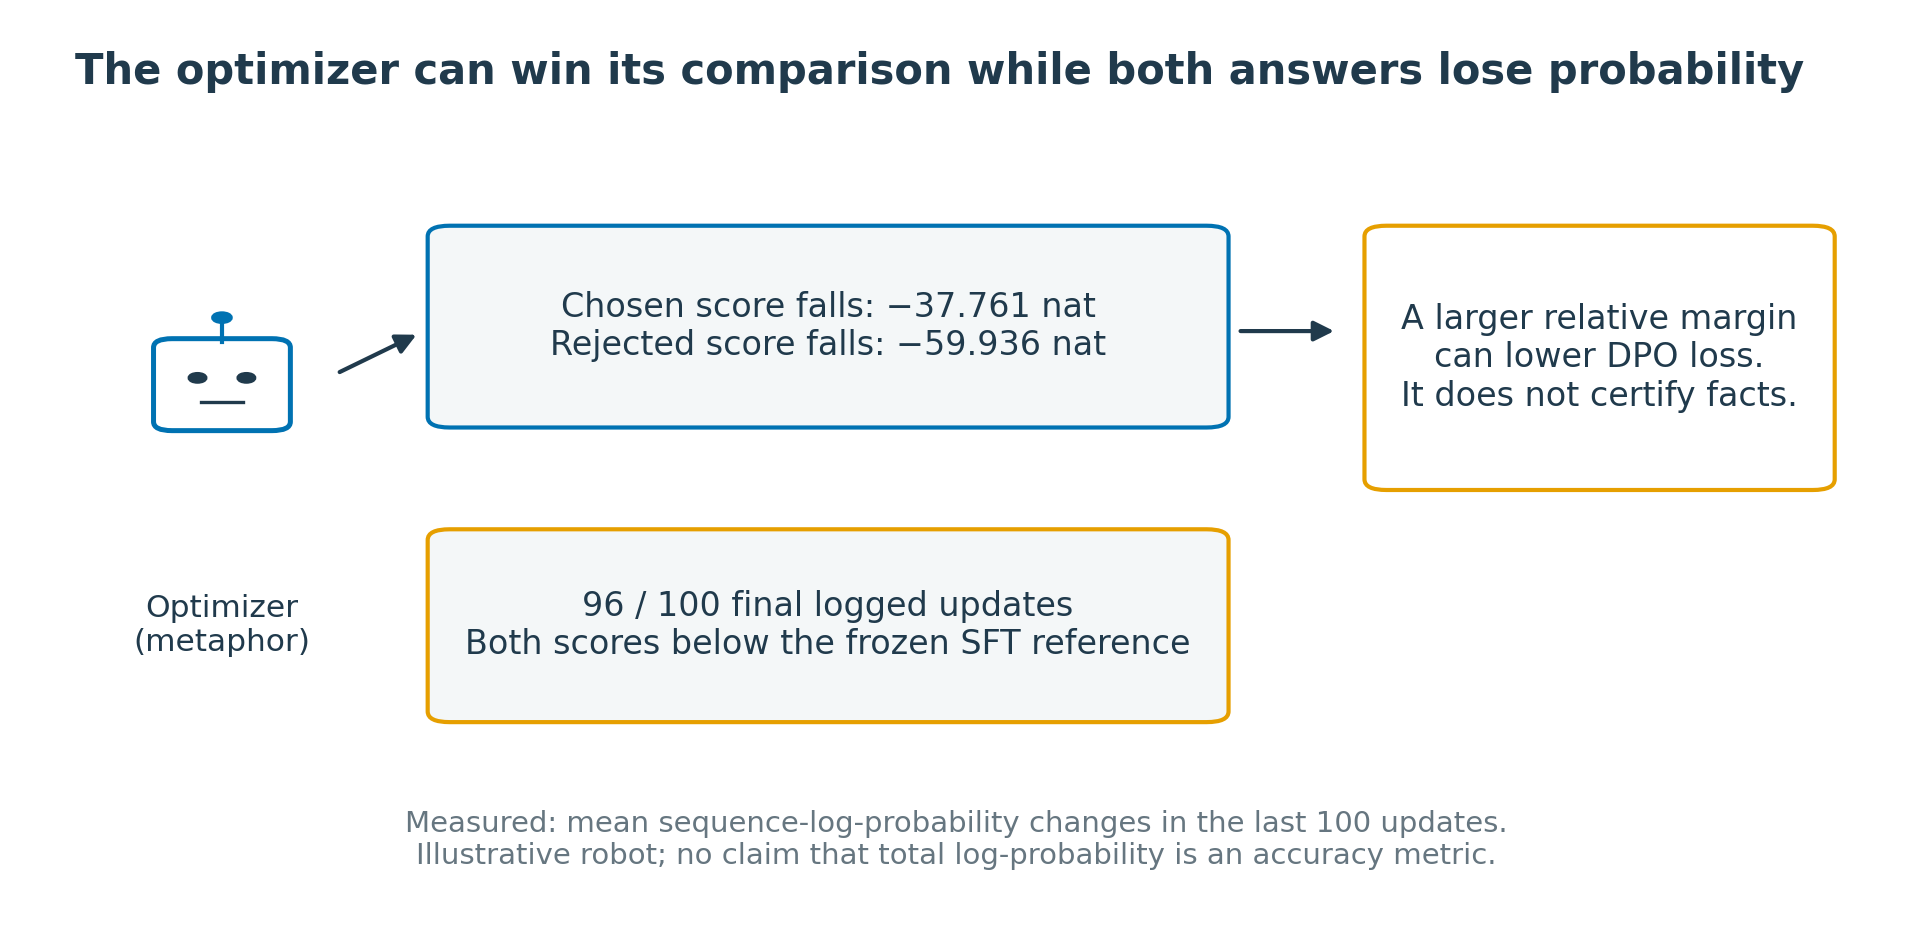 The optimizer can win its comparison while both answers lose probability
Chosen score falls: −37.761 nat
Rejected score falls: −59.936 nat
A larger relative margin
can lower DPO loss.
It does not certify facts.
Optimizer
(metaphor)
96 / 100 final logged updates
Both scores below the frozen SFT reference
Measured: mean sequence-log-probability changes in the last 100 updates.
Illustrative robot; no claim that total log-probability is an accuracy metric.